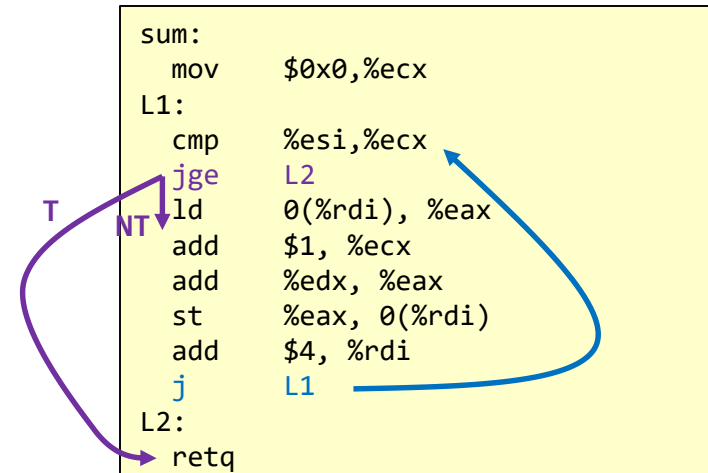 sum:
mov $0x0,%ecx
L1:
cmp %esi,%ecx
jge L2
T
NT
ld 0(%rdi), %eax
add $1, %ecx
add %edx, %eax
st %eax, 0(%rdi)
add $4, %rdi
j L1
L2:
retq